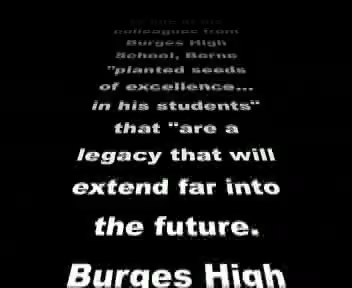 colleagues from
Burges High
School, Berne
"planted seeds
of excellence...
in his students"
that "are a
legacy that will
extend far into
the future.
Burges High